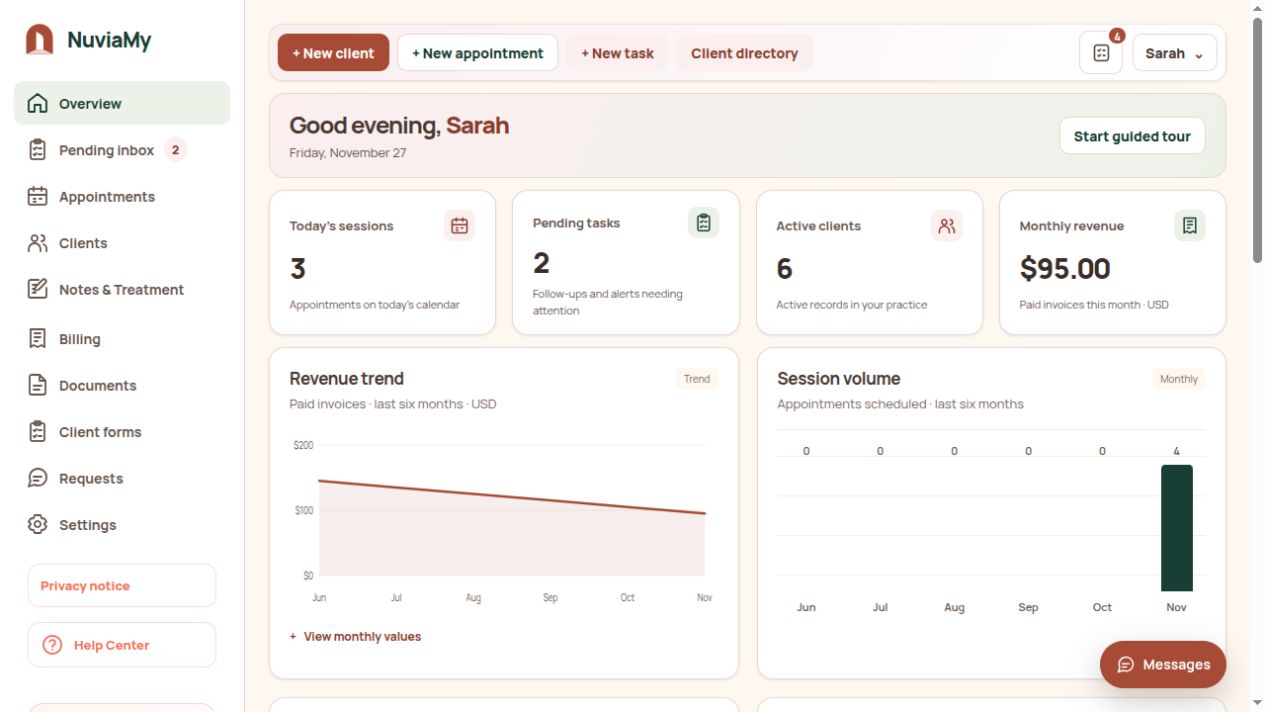 NuviaMy
Overview
Pending inbox 2
Appointments
Clients
Notes & Treatment
Billing
Documents
Client forms
Requests
Settings
Privacy notice
Help Center
+ New client
+ New appointment
+ New task
Client directory
4
Sarah
Good evening, Sarah
Friday, November 27
Start guided tour
Today's sessions
3
Appointments on today's calendar
Pending tasks
2
Follow-ups and alerts needing
attention
Active clients
6
Active records in your practice
Monthly revenue
$95.00
Paid invoices this month · USD
Revenue trend
Trend
Paid invoices · last six months · USD
$200
$100
$0
Jun Jul Aug Sep Oct Nov
+ View monthly values
Session volume
Monthly
Appointments scheduled · last six months
0 0 0 0 0 4
Jun Jul Aug Sep Oct Nov
Messages